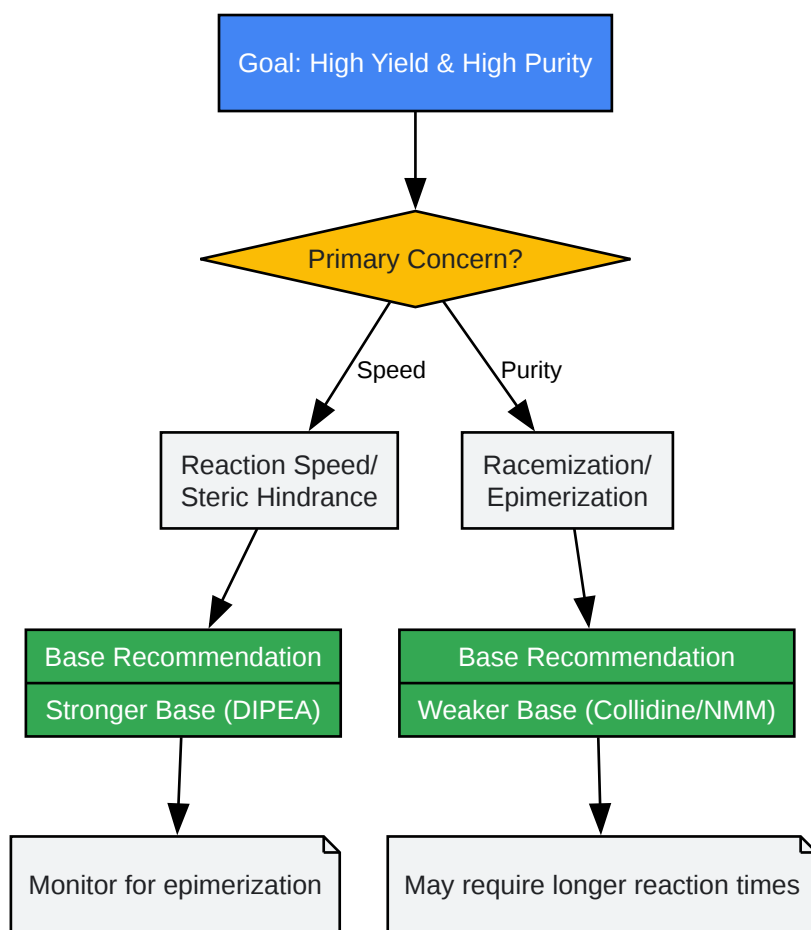 Goal: High Yield & High Purity
Primary Concern?
Speed
Purity
Reaction Speed/
Steric Hindrance
Racemization/
Epimerization
Base Recommendation
Stronger Base (DIPEA)
Base Recommendation
Weaker Base (Collidine/NMM)
Monitor for epimerization
May require longer reaction times